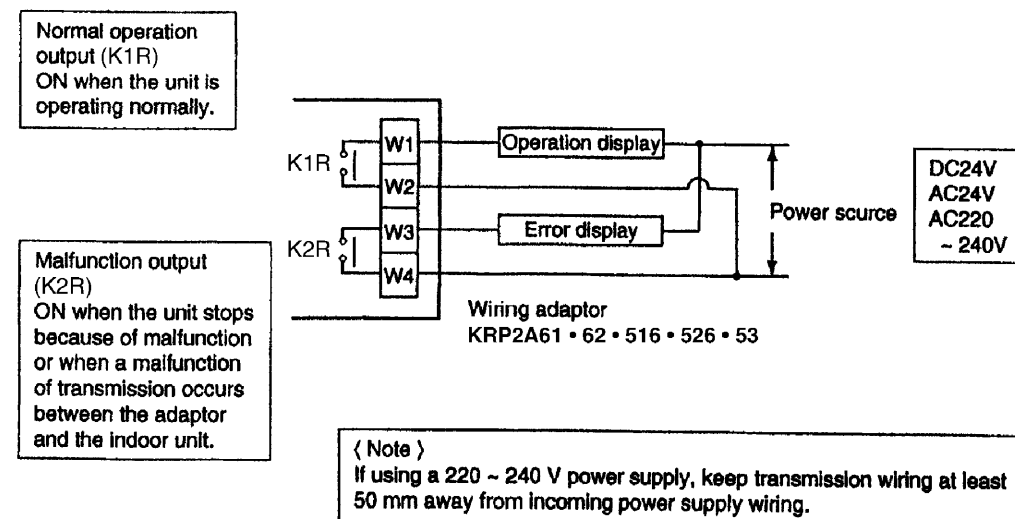 Normal operation
output (K1R)
ON when the unit is
operating normally.
K1R
W1
Operation display
W2
K2R
W3
Error display
W4
Power scurce
DC24V
AC24V
AC220
~ 240V
Malfunction output
(K2R)
ON when the unit stops
because of malfunction
or when a malfunction
of transmission occurs
between the adaptor
and the indoor unit.
Wiring adaptor
KRP2A61 • 62 • 516 • 526 • 53
⟨ Note ⟩
If using a 220 ~ 240 V power supply, keep transmission wiring at least
50 mm away from incoming power supply wiring.